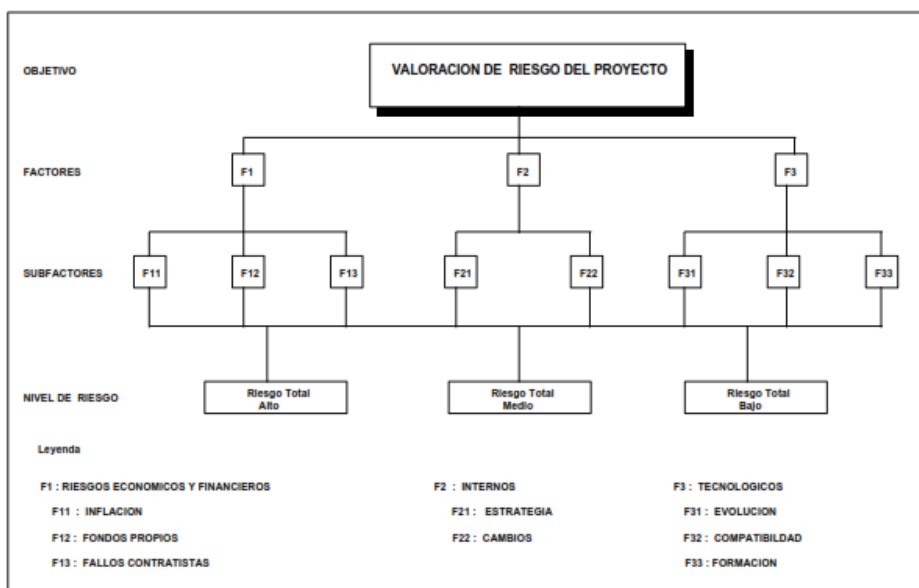 OBJETIVO
VALORACION DE RIESGO DEL PROYECTO
FACTORES
F1
F2
F3
SUBFACTORES
F11
F12
F13
F21
F22
F31
F32
F33
NIVEL DE RIESGO
Riesgo Total
Alto
Riesgo Total
Medio
Riesgo Total
Bajo
Leyenda
F1 : RIESGOS ECONOMICOS Y FINANCIEROS
F11 : INFLACION
F12 : FONDOS PROPIOS
F13 : FALLOS CONTRATISTAS
F2 : INTERNOS
F21 : ESTRATEGIA
F22 : CAMBIOS
F3 : TECNOLOGICOS
F31 : EVOLUCION
F32 : COMPATIBILDAD
F33 : FORMACION